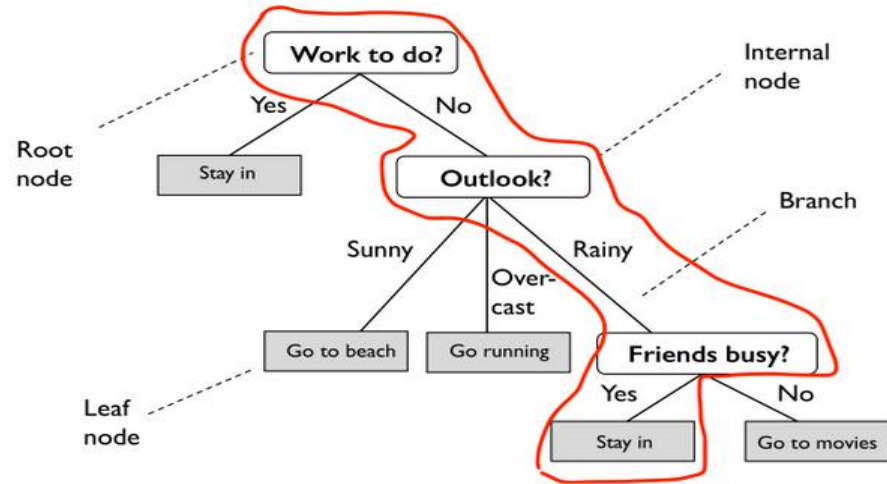 Work to do?
Internal
node
Yes
No
Root
node
Stay in
Outlook?
Branch
Sunny
Over-
cast
Rainy
Go to beach
Go running
Friends busy?
Leaf
node
Yes
No
Stay in
Go to movies